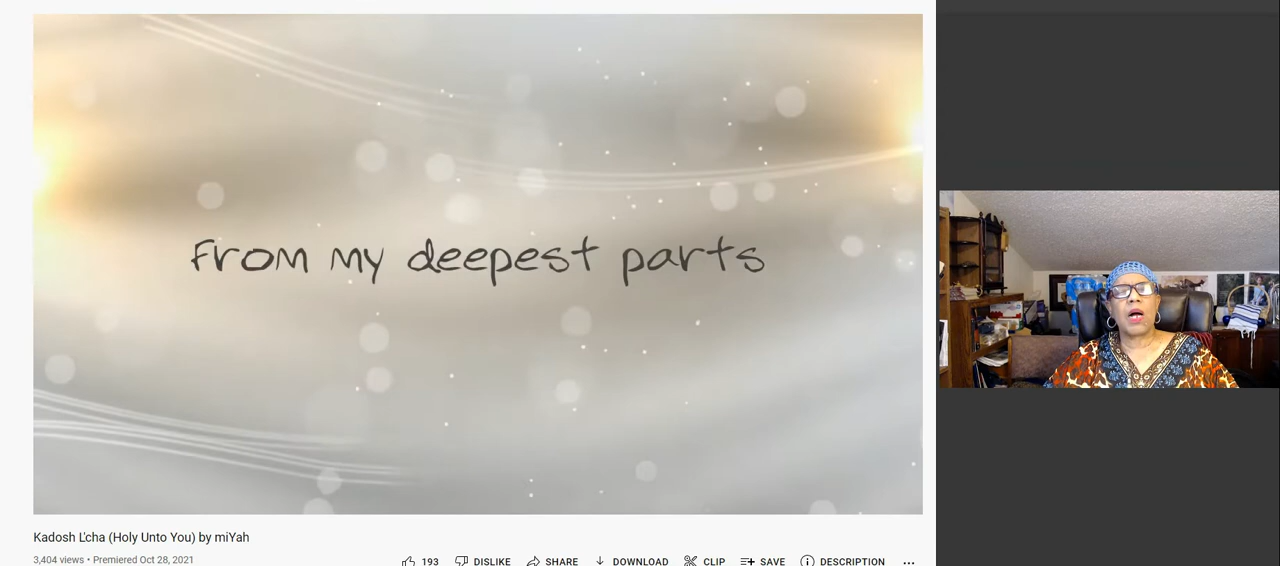 from my deepest parts
Kadosh L'cha (Holy Unto You) by miYah
3,404 views • Premiered Oct 28, 2021
193 DISLIKE SHARE DOWNLOAD CLIP SAVE DESCRIPTION ...